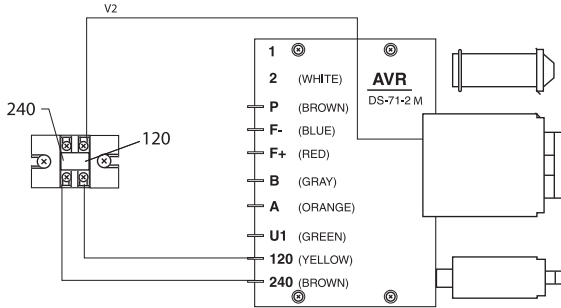 V2
1
2 (WHITE)
AVR
DS-71-2 M
P (BROWN)
F- (BLUE)
F+ (RED)
B (GRAY)
A (ORANGE)
U1 (GREEN)
120 (YELLOW)
240 (BROWN)
240
120